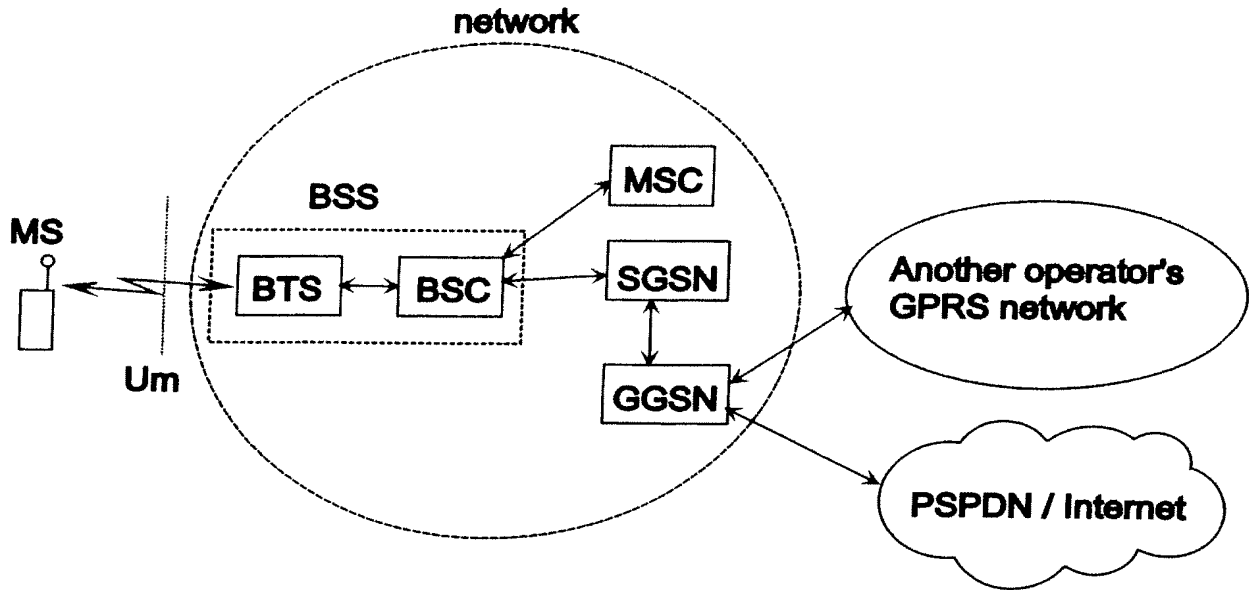 network
MSC
BSS
MS
BTS
BSC
SGSN
Another operator's
GPRS network
Um
GGSN
PSPDN / Internet